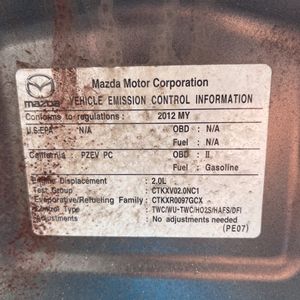 Mazda Motor Corporation
mazda VEHICLE EMISSION CONTROL INFORMATION
Conforms to regulations : 2012 MY
U.S.EPA : N/A OBD : N/A
Fuel : N/A
California : PZEV PC OBD : II
Fuel : Gasoline
Engine Displacement : 2.0L
Test Group : CTKXV02.0NC1
Evaporative/Refueling Family : CTKXR0097GCX
Control Type : TWC/WU-TWC/HO2S/HAFS/DFI
Adjustments : No adjustments needed
(PE07)